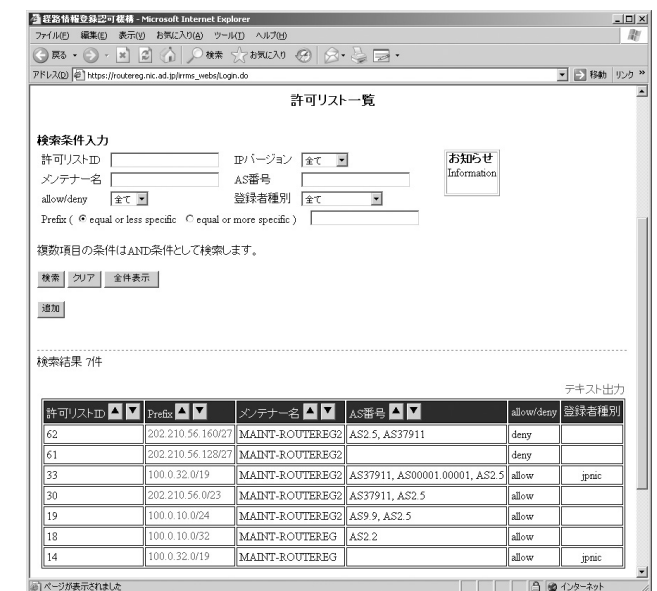 経路情報登録認可機構 - Microsoft Internet Explorer
ファイル(F) 編集(E) 表示(V) お気に入り(A) ツール(T) ヘルプ(H)
戻る 検索 お気に入り
アドレス(D) https://routereg.nic.ad.jp/irrms_webs/Login.do 移動 リンク »
許可リスト一覧
検索条件入力
許可リストID IPバージョン 全て お知らせ
メンテナー名 AS番号 Information
allow/deny 全て 登録者種別 全て
Prefix ( equal or less specific equal or more specific )
複数項目の条件はAND条件として検索します。
検索 クリア 全件表示
追加
検索結果 7件
テキスト出力
許可リストID ▲ ▼ Prefix ▲ ▼ メンテナー名 ▲ ▼ AS番号 ▲ ▼ allow/deny 登録者種別
62 202.210.56.160/27 MAINT-ROUTEREG2 AS2.5, AS37911 deny
61 202.210.56.128/27 MAINT-ROUTEREG2 deny
33 100.0.32.0/19 MAINT-ROUTEREG2 AS37911, AS00001.00001, AS2.5 allow jpnic
30 202.210.56.0/23 MAINT-ROUTEREG2 AS37911, AS2.5 allow
19 100.0.10.0/24 MAINT-ROUTEREG2 AS9.9, AS2.5 allow
18 100.0.10.0/32 MAINT-ROUTEREG AS2.2 allow
14 100.0.32.0/19 MAINT-ROUTEREG allow jpnic
ページが表示されました インターネット